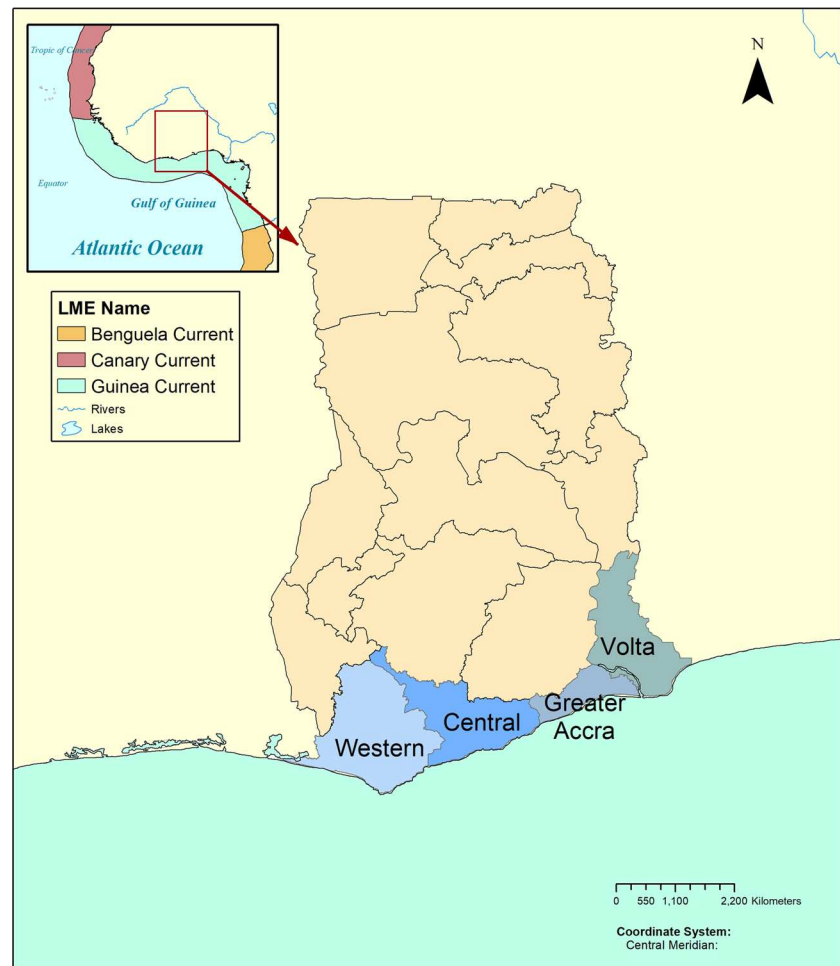 Tropic of Cancer
Equator
Gulf of Guinea
Atlantic Ocean
N
LME Name
Benguela Current
Canary Current
Guinea Current
Rivers
Lakes
Volta
Greater
Accra
Central
Western
0 550 1,100 2,200 Kilometers
Coordinate System:
Central Meridian: